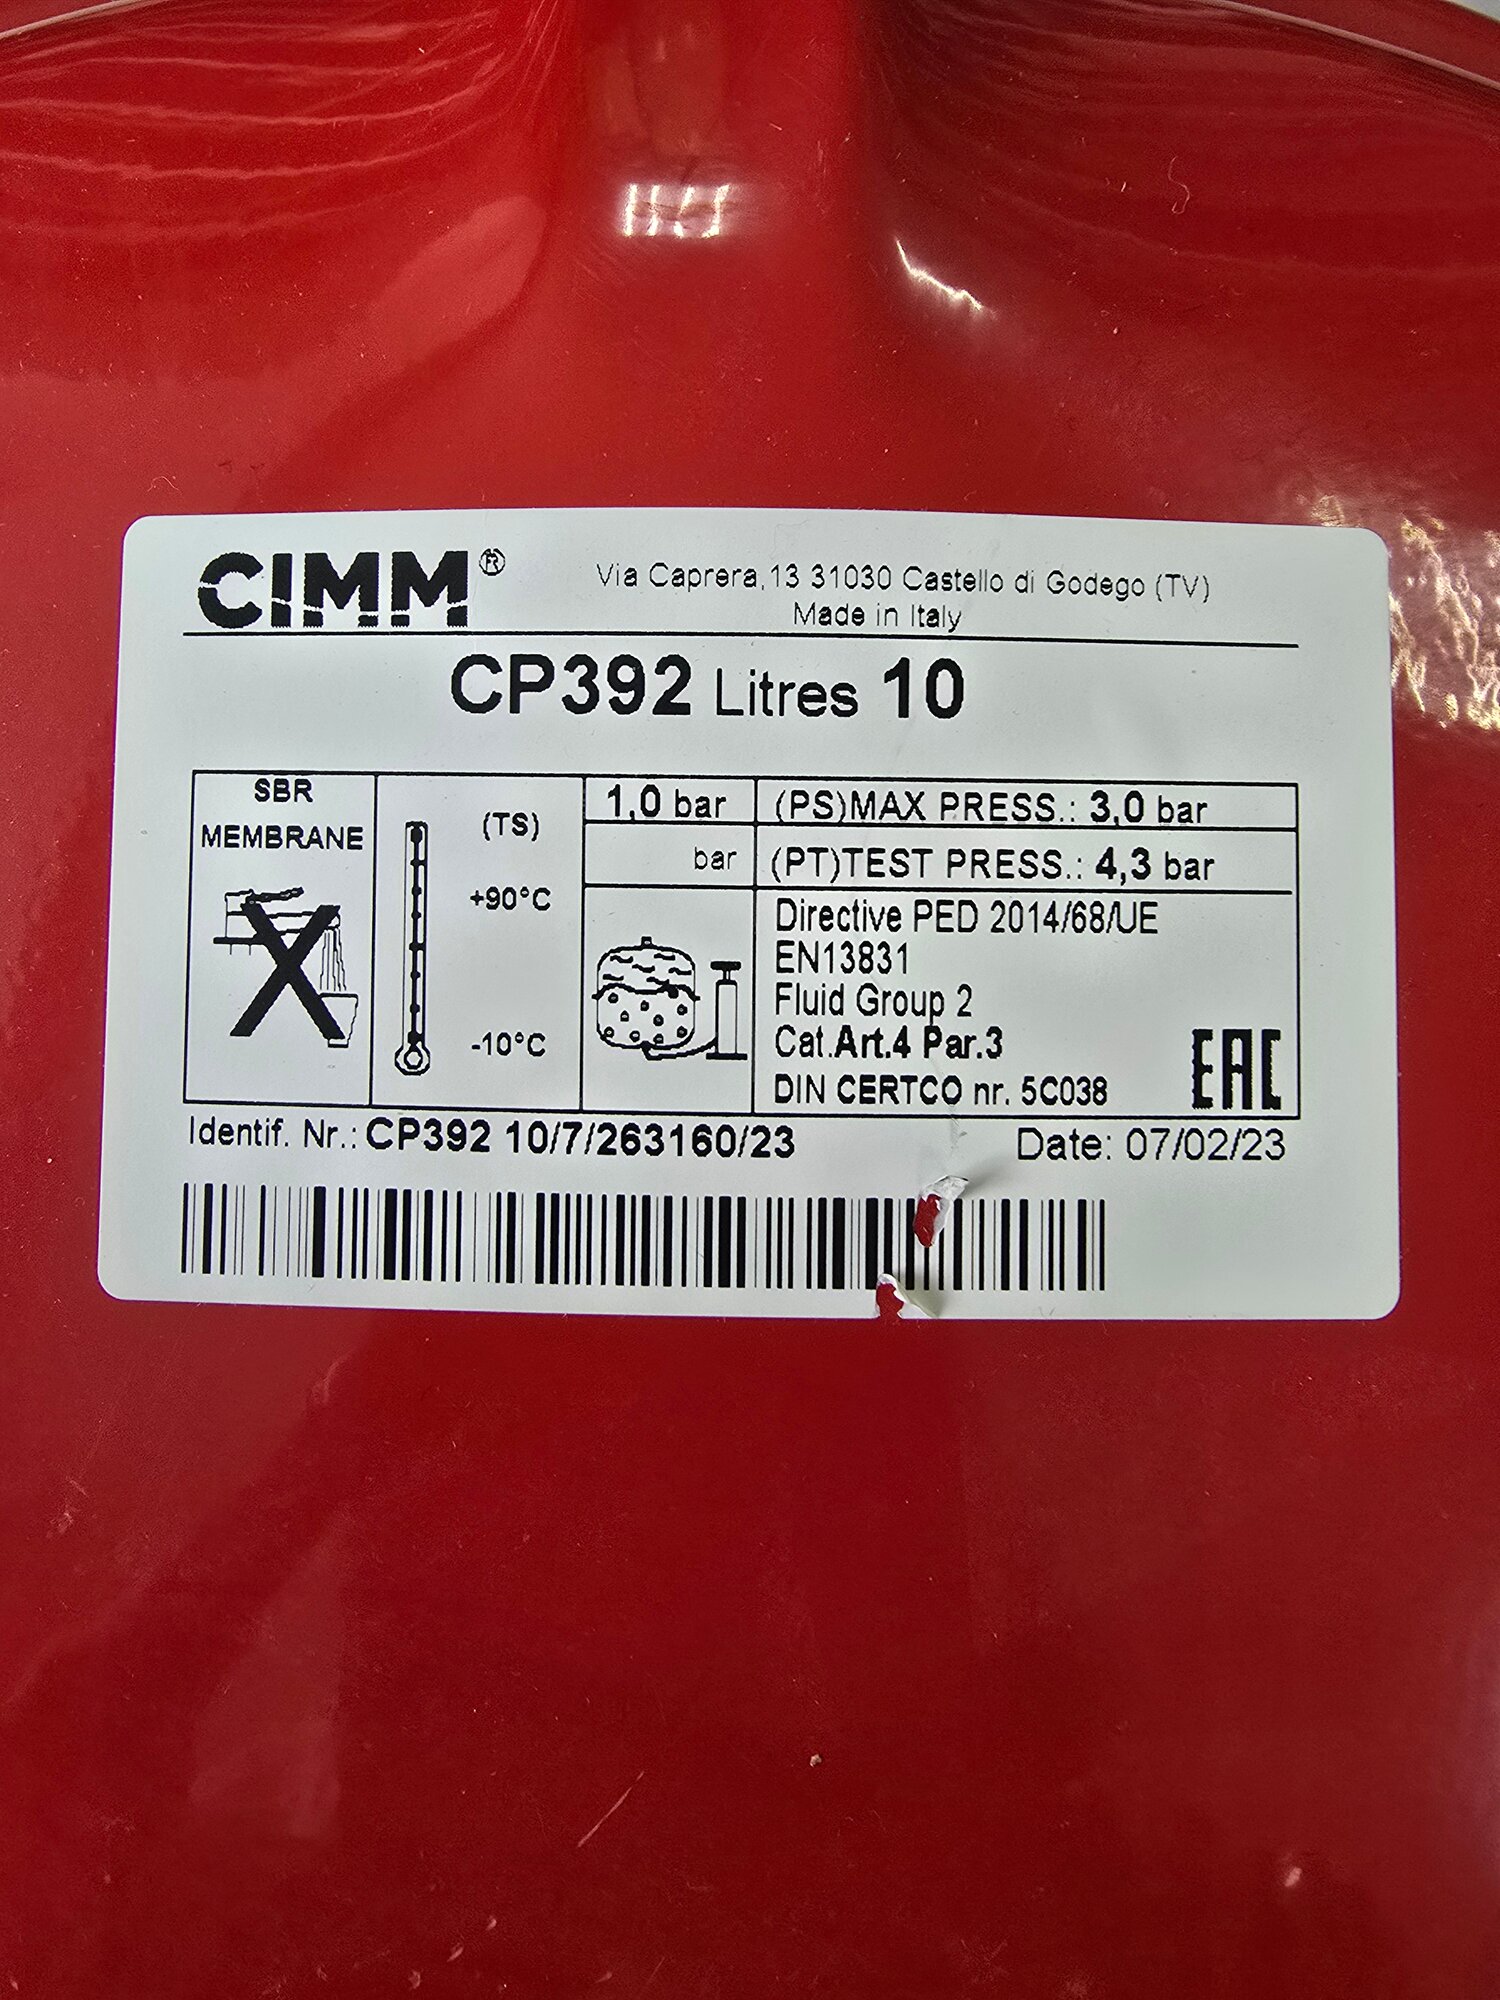 CIMM®
Via Caprera,13 31030 Castello di Godego (TV)
Made in Italy
CP392 Litres 10
SBR
MEMBRANE
(TS)
+90°C
-10°C
1,0 bar
bar
(PS)MAX PRESS.: 3,0 bar
(PT)TEST PRESS.: 4,3 bar
Directive PED 2014/68/UE
EN13831
Fluid Group 2
Cat.Art.4 Par.3
DIN CERTCO nr. 5C038
EAC
Identif. Nr.: CP392 10/7/263160/23
Date: 07/02/23